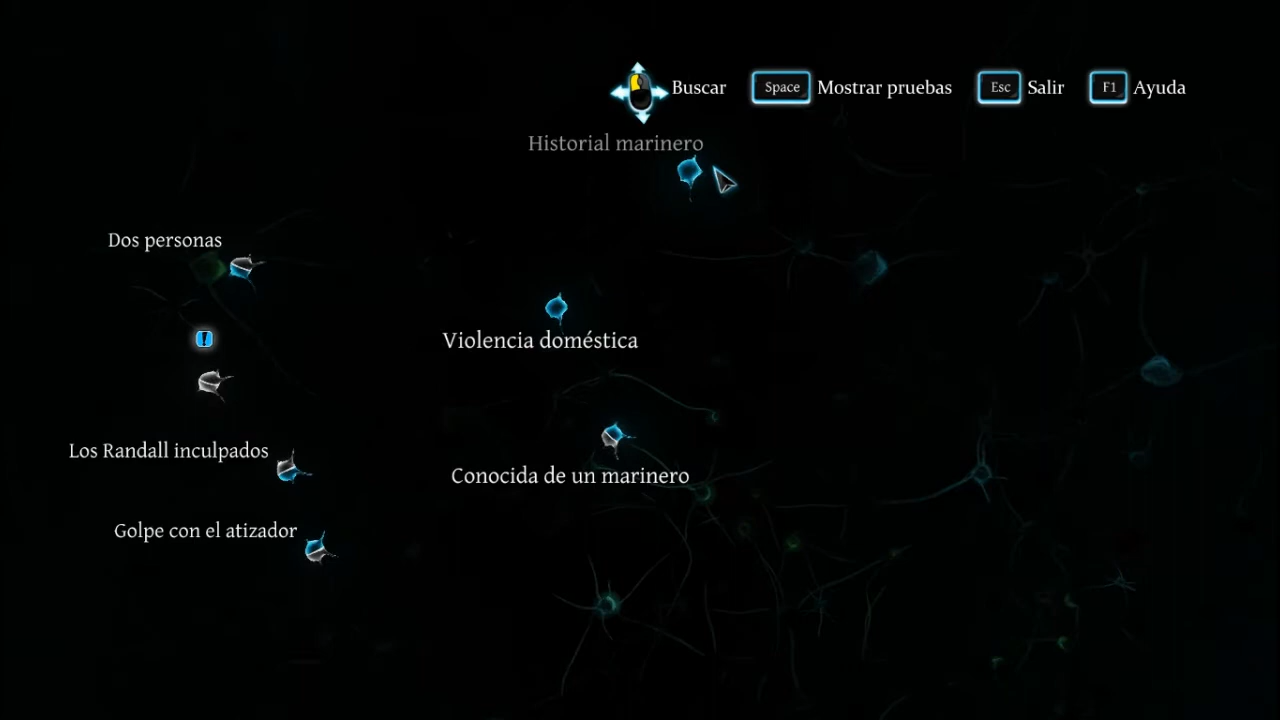 Buscar
Space
Mostrar pruebas
Esc
Salir
F1
Ayuda
Historial marinero
Dos personas
!
Violencia doméstica
Los Randall inculpados
Conocida de un marinero
Golpe con el atizador